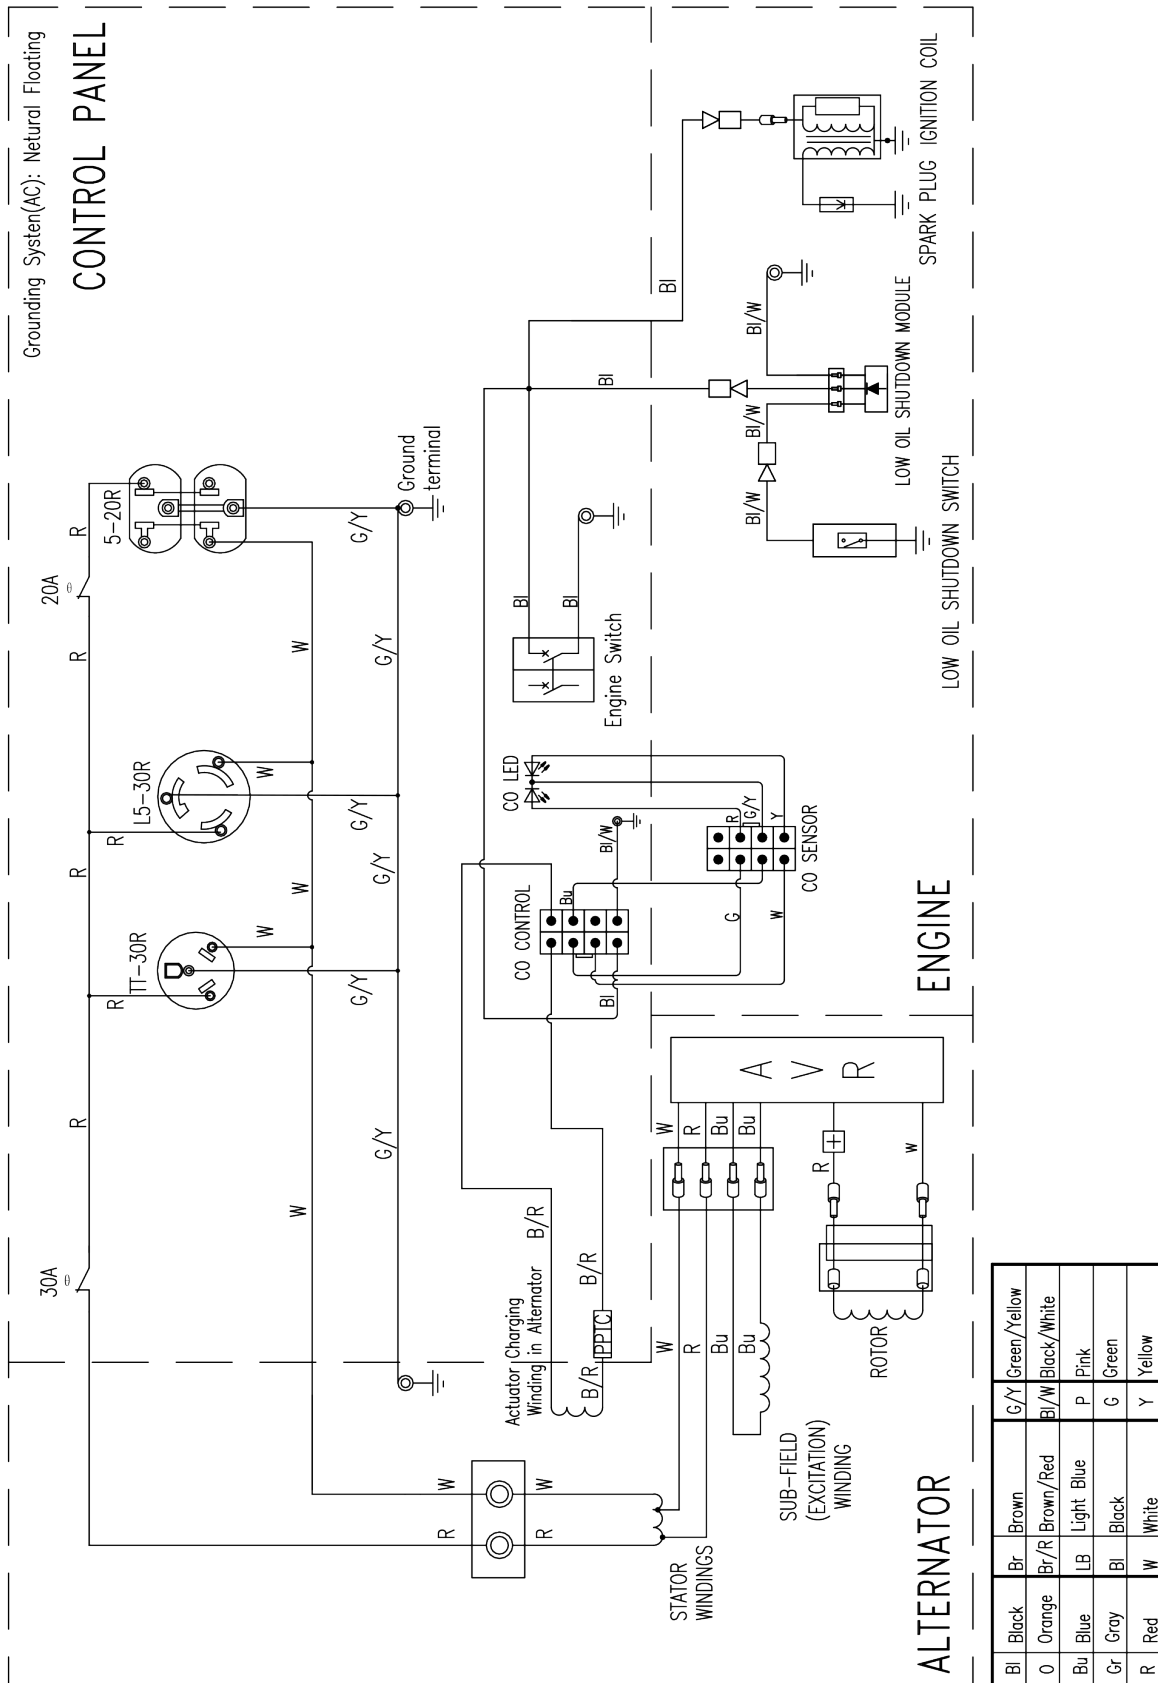 Grounding Systen(AC): Netural Floating
CONTROL PANEL
20A
R
R
5-20R
W
G/Y
G/Y
Ground
terminal
L5-30R
R
R
W
W
G/Y
G/Y
TT-30R
R
W
G/Y
R
G/Y
W
30A
Bl
Bl
Engine Switch
Bl
Bl
CO LED
R
G/Y
Y
CO SENSOR
G
W
CO CONTROL
Bu
Bl/W
Bl
B/R
B/R
B/R
PPTC
Actuator Charging
Winding in Alternator
ENGINE
SPARK PLUG
IGNITION COIL
Bl/W
Bl/W
Bl/W
LOW OIL SHUTDOWN MODULE
LOW OIL SHUTDOWN SWITCH
A V R
W
R
Bu
Bu
R
+
W
ROTOR
W
R
Bu
Bu
SUB-FIELD
(EXCITATION)
WINDING
W
R
W
R
STATOR
WINDINGS
ALTERNATOR
Bl Black Br Brown G/Y Green/Yellow
O Orange Br/R Brown/Red Bl/W Black/White
Bu Blue LB Light Blue P Pink
Gr Gray Bl Black G Green
R Red W White Y Yellow